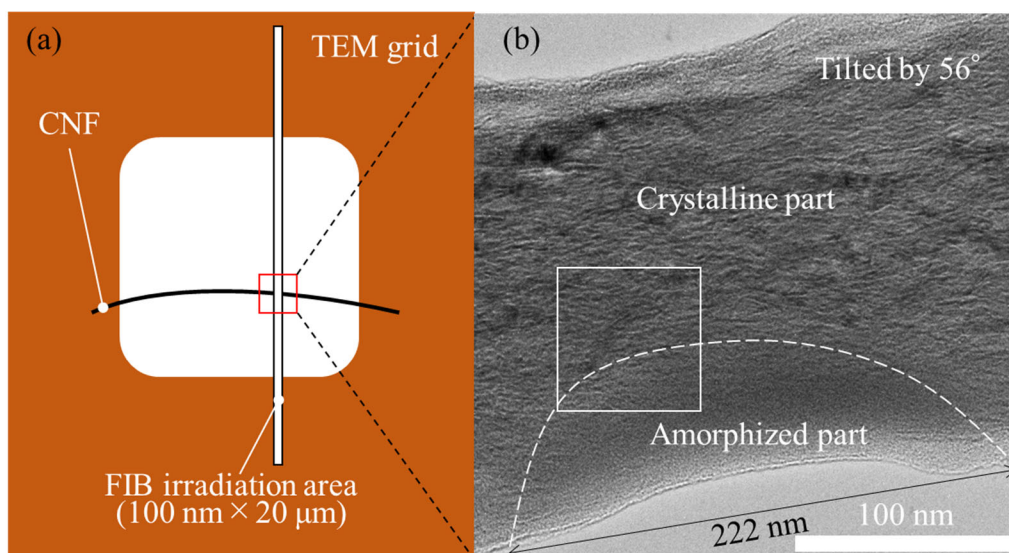 (a)
TEM grid
CNF
FIB irradiation area
(100 nm × 20 μm)
(b)
Tilted by 56°
Crystalline part
Amorphized part
222 nm
100 nm